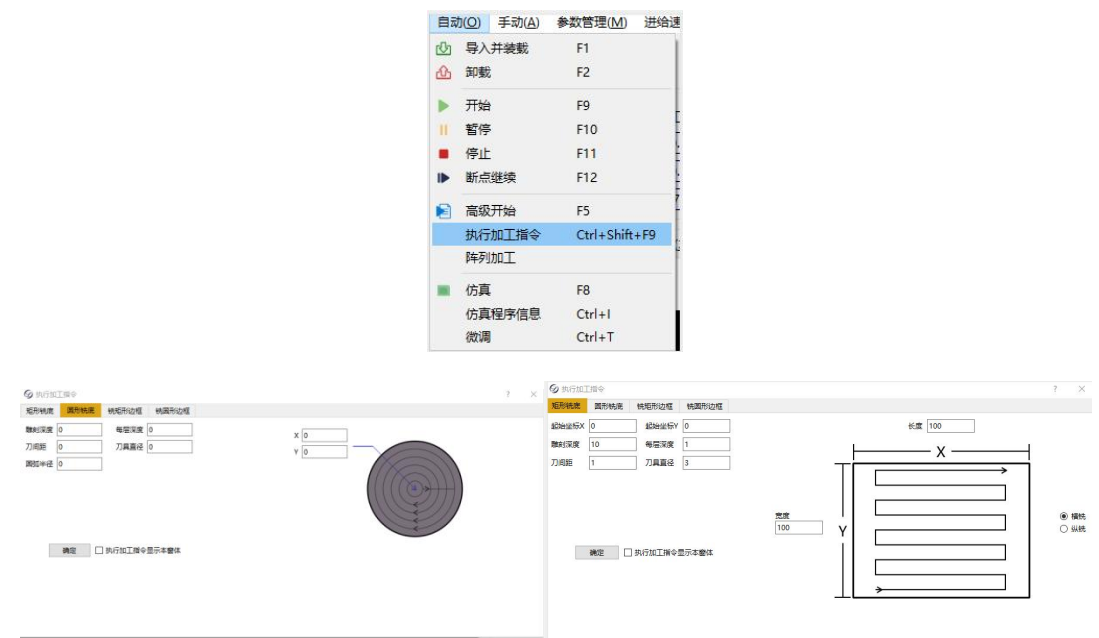 自动(O) 手动(A) 参数管理(M) 进给速
导入并装载 F1
卸载 F2
开始 F9
暂停 F10
停止 F11
断点继续 F12
高级开始 F5
执行加工指令 Ctrl+Shift+F9
阵列加工
仿真 F8
仿真程序信息 Ctrl+I
微调 Ctrl+T
执行加工指令 ? ×
矩形铣底 圆形铣底 铣矩形边框 铣圆形边框
雕刻深度 0 每层深度 0
X 0
刀间距 0 刀具直径 0
Y 0
圆弧半径 0
确定 执行加工指令显示本窗体
执行加工指令 ? ×
矩形铣底 圆形铣底 铣矩形边框 铣圆形边框
起始坐标X 0 起始坐标Y 0
长度 100
雕刻深度 10 每层深度 1
X
刀间距 1 刀具直径 3
宽度
100
Y
横铣
纵铣
确定 执行加工指令显示本窗体